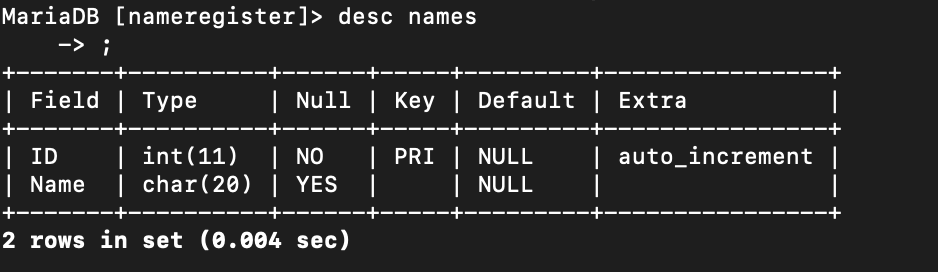 MariaDB [nameregister]> desc names
    -> ;
+-------+----------+------+-----+---------+----------------+
| Field | Type     | Null | Key | Default | Extra          |
+-------+----------+------+-----+---------+----------------+
| ID    | int(11)  | NO   | PRI | NULL    | auto_increment |
| Name  | char(20) | YES  |     | NULL    |                |
+-------+----------+------+-----+---------+----------------+
2 rows in set (0.004 sec)